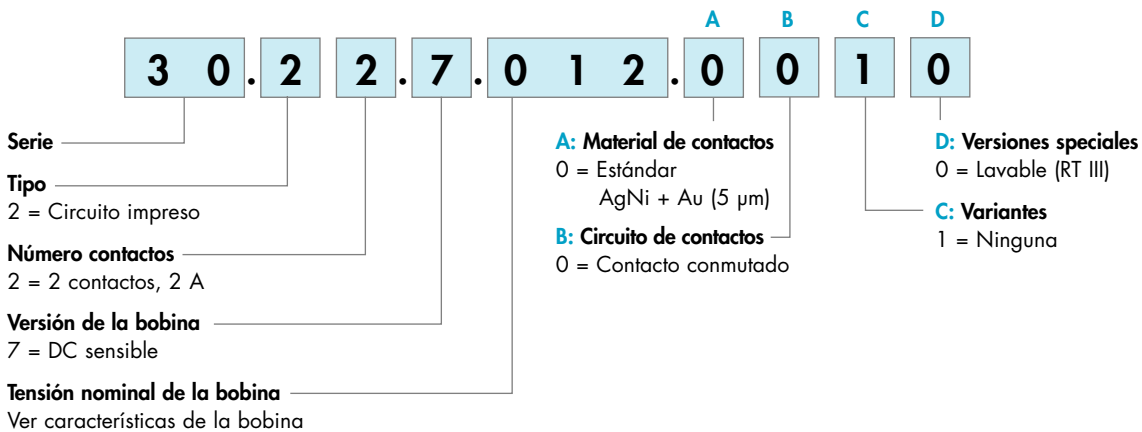 A B C D
3 0 . 2 2 . 7 . 0 1 2 . 0 0 1 0
Serie
Tipo
2 = Circuito impreso
Número contactos
2 = 2 contactos, 2 A
Versión de la bobina
7 = DC sensible
Tensión nominal de la bobina
Ver características de la bobina
A: Material de contactos
0 = Estándar
AgNi + Au (5 µm)
B: Circuito de contactos
0 = Contacto conmutado
D: Versiones speciales
0 = Lavable (RT III)
C: Variantes
1 = Ninguna